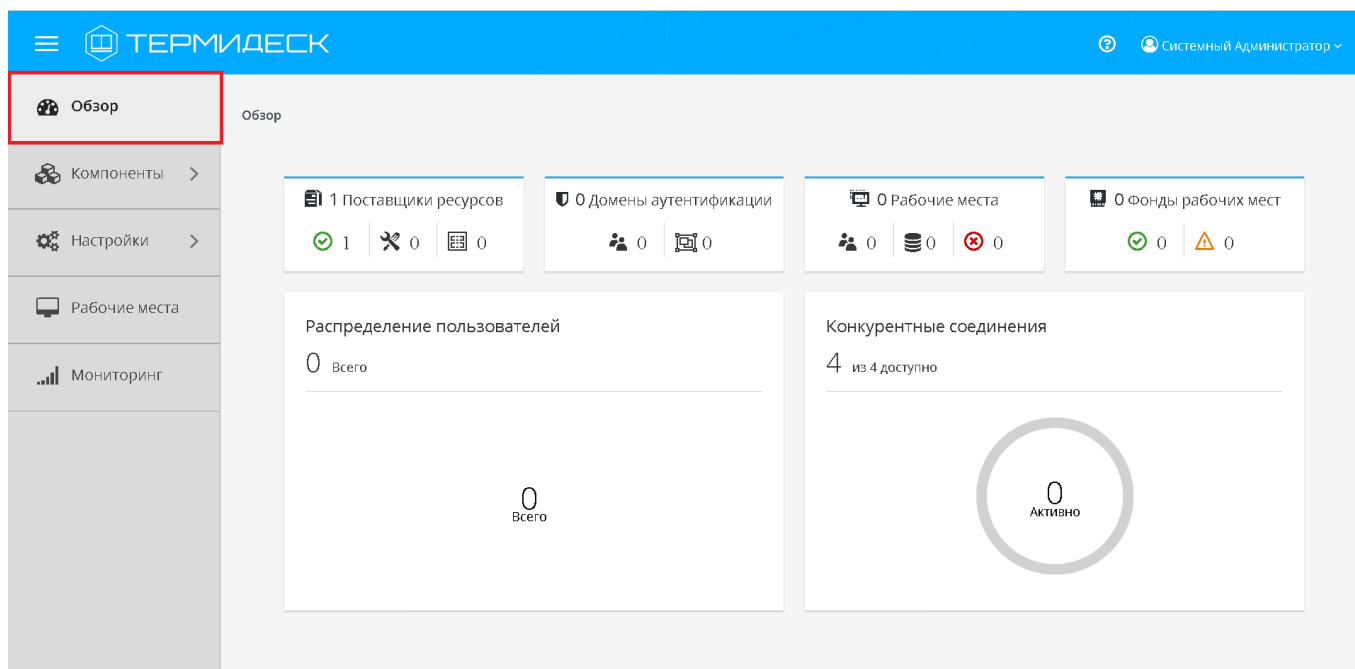 ТЕРМИДЕСК
Системный Администратор
Обзор
Компоненты
Настройки
Рабочие места
Мониторинг
Обзор
1 Поставщики ресурсов
1 0 0
0 Домены аутентификации
0 0
0 Рабочие места
0 0 0
0 Фонды рабочих мест
0 0
Распределение пользователей
0 Всего
0
Всего
Конкурентные соединения
4 из 4 доступно
0
Активно